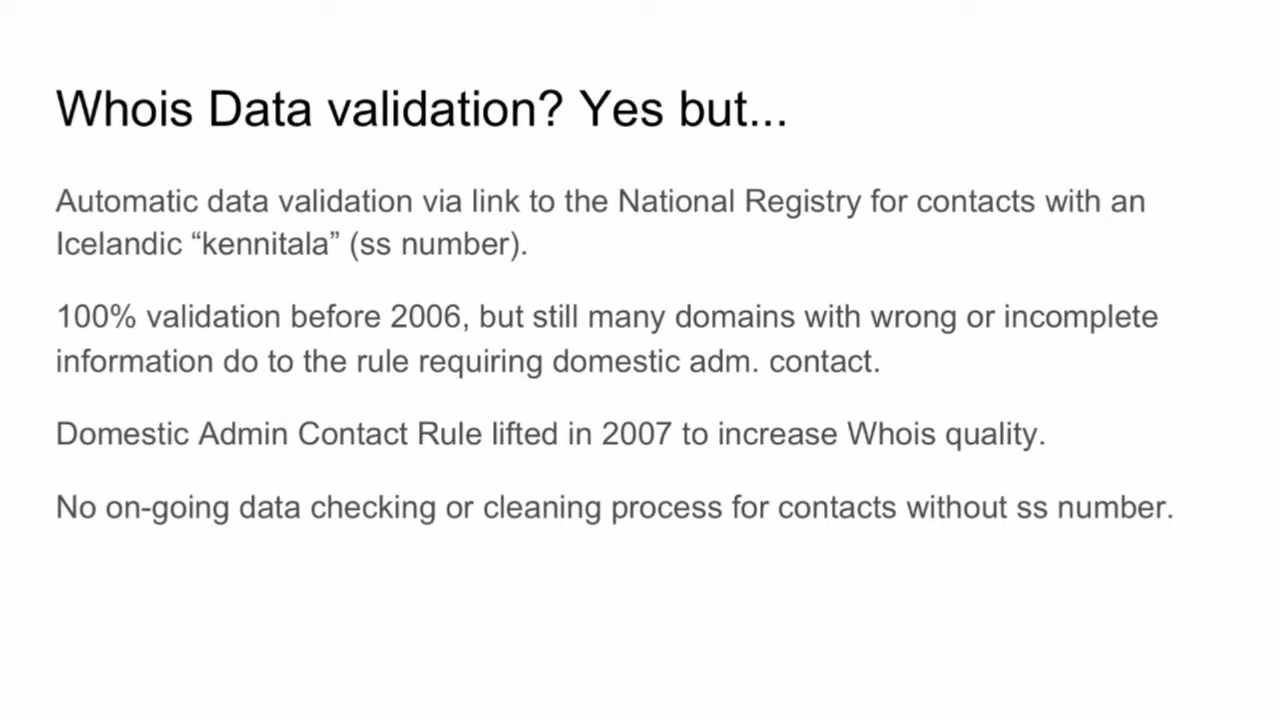 Whois Data validation? Yes but...
Automatic data validation via link to the National Registry for contacts with an
Icelandic “kennitala” (ss number).
100% validation before 2006, but still many domains with wrong or incomplete
information do to the rule requiring domestic adm. contact.
Domestic Admin Contact Rule lifted in 2007 to increase Whois quality.
No on-going data checking or cleaning process for contacts without ss number.